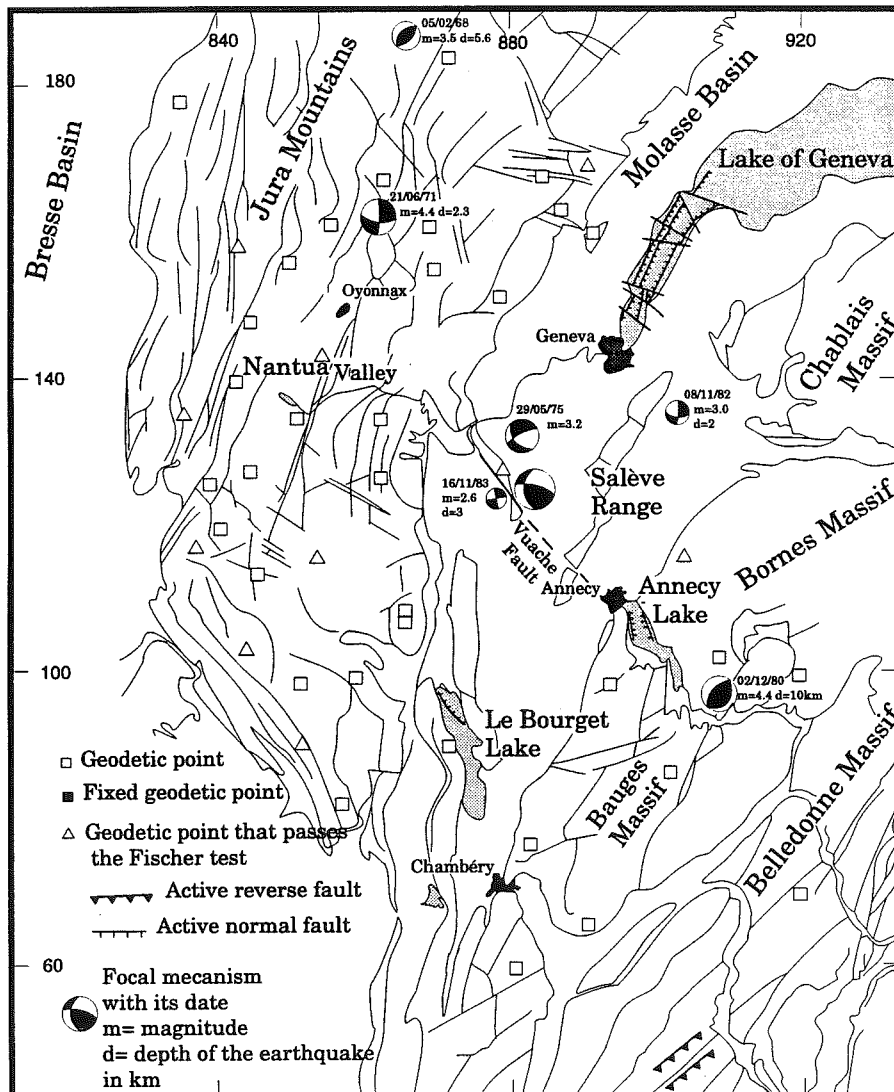 05/02/68
m=3.5 d=5.6
840
880
920
180
Molasse Basin
Jura Mountains
Bresse Basin
Lake of Geneva
21/06/71
m=4.4 d=2.3
Oyonnax
Geneva
Chablais
Massif
140
Nantua Valley
08/11/82
m=3.0
d=2
29/05/75
m=3.2
16/11/83
m=2.6
d=3
Salève
Range
Vuache
Fault
Bornes Massif
Annecy
Annecy
Lake
100
02/12/80
m=4.4 d=10km
Le Bourget
Lake
Bauges
Massif
Belledonne Massif
Chambéry
Geodetic point
Fixed geodetic point
Geodetic point that passes
the Fischer test
Active reverse fault
Active normal fault
60
Focal mecanism
with its date
m= magnitude
d= depth of the earthquake
in km